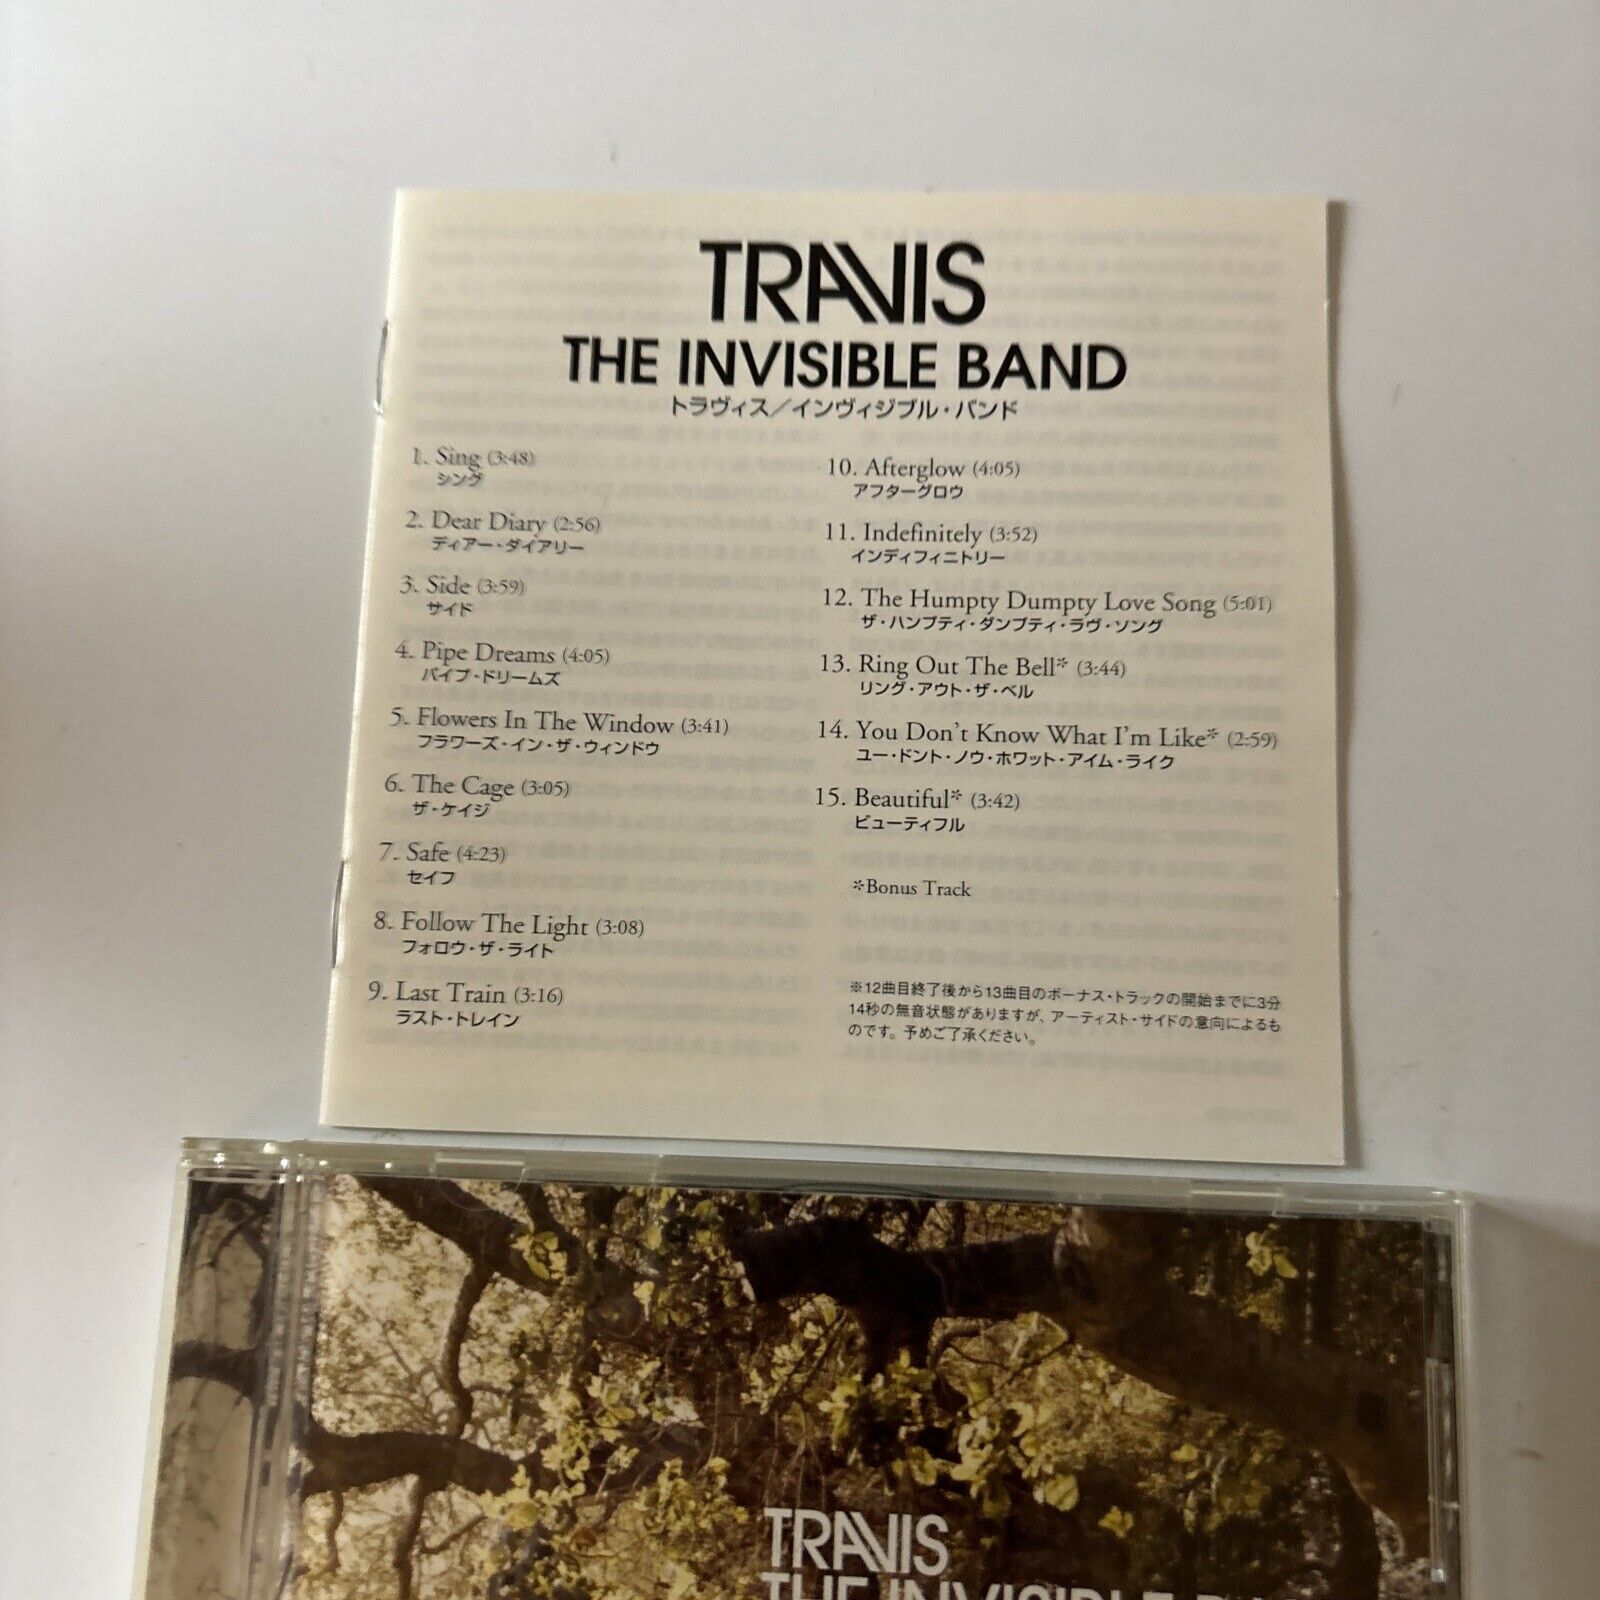 TRAVIS
THE INVISIBLE BAND
トラヴィス／インヴィジブル・バンド
1. Sing (3:48)
シング
2. Dear Diary (2:56)
ディアー・ダイアリー
3. Side (3:59)
サイド
4. Pipe Dreams (4:05)
パイプ・ドリームズ
5. Flowers In The Window (3:41)
フラワーズ・イン・ザ・ウィンドウ
6. The Cage (3:05)
ザ・ケイジ
7. Safe (4:23)
セイフ
8. Follow The Light (3:08)
フォロウ・ザ・ライト
9. Last Train (3:16)
ラスト・トレイン
10. Afterglow (4:05)
アフターグロウ
11. Indefinitely (3:52)
インディフィニトリー
12. The Humpty Dumpty Love Song (5:01)
ザ・ハンプティ・ダンプティ・ラヴ・ソング
13. Ring Out The Bell* (3:44)
リング・アウト・ザ・ベル
14. You Don't Know What I'm Like* (2:59)
ユー・ドント・ノウ・ホワット・アイム・ライク
15. Beautiful* (3:42)
ビューティフル
*Bonus Track
※12曲目終了後から13曲目のボーナス・トラックの開始までに3分
14秒の無音状態がありますが、アーティスト・サイドの意向によるも
のです。予めご了承ください。
TRAVIS
THE INVISIBLE